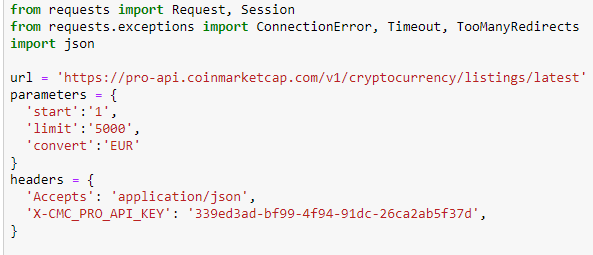 from requests import Request, Session
from requests.exceptions import ConnectionError, Timeout, TooManyRedirects
import json
url = 'https://pro-api.coinmarketcap.com/v1/cryptocurrency/listings/latest'
parameters = {
  'start':'1',
  'limit':'5000',
  'convert':'EUR'
}
headers = {
  'Accepts': 'application/json',
  'X-CMC_PRO_API_KEY': '339ed3ad-bf99-4f94-91dc-26ca2ab5f37d',
}